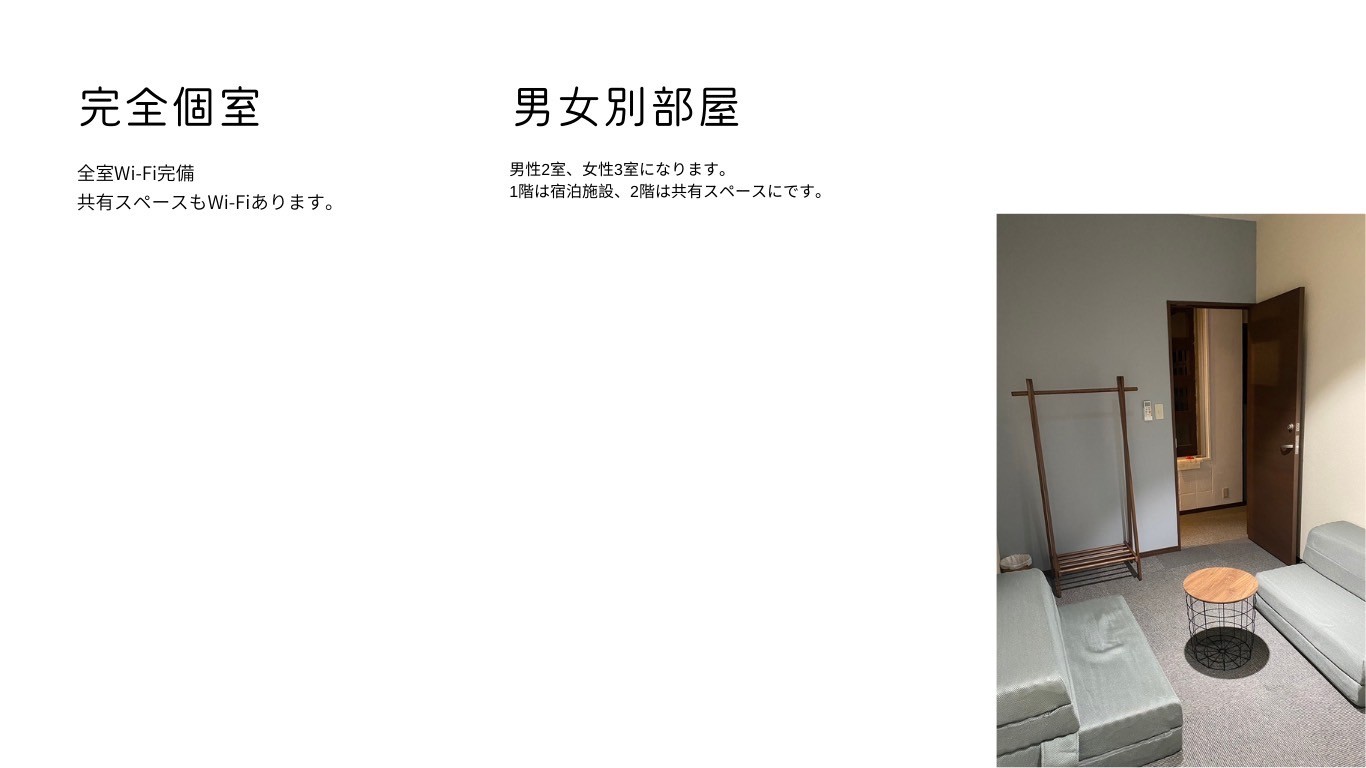 完全個室
全室Wi-Fi完備
共有スペースもWi-Fiあります。
男女別部屋
男性2室、女性3室になります。
1階は宿泊施設、2階は共有スペースにです。